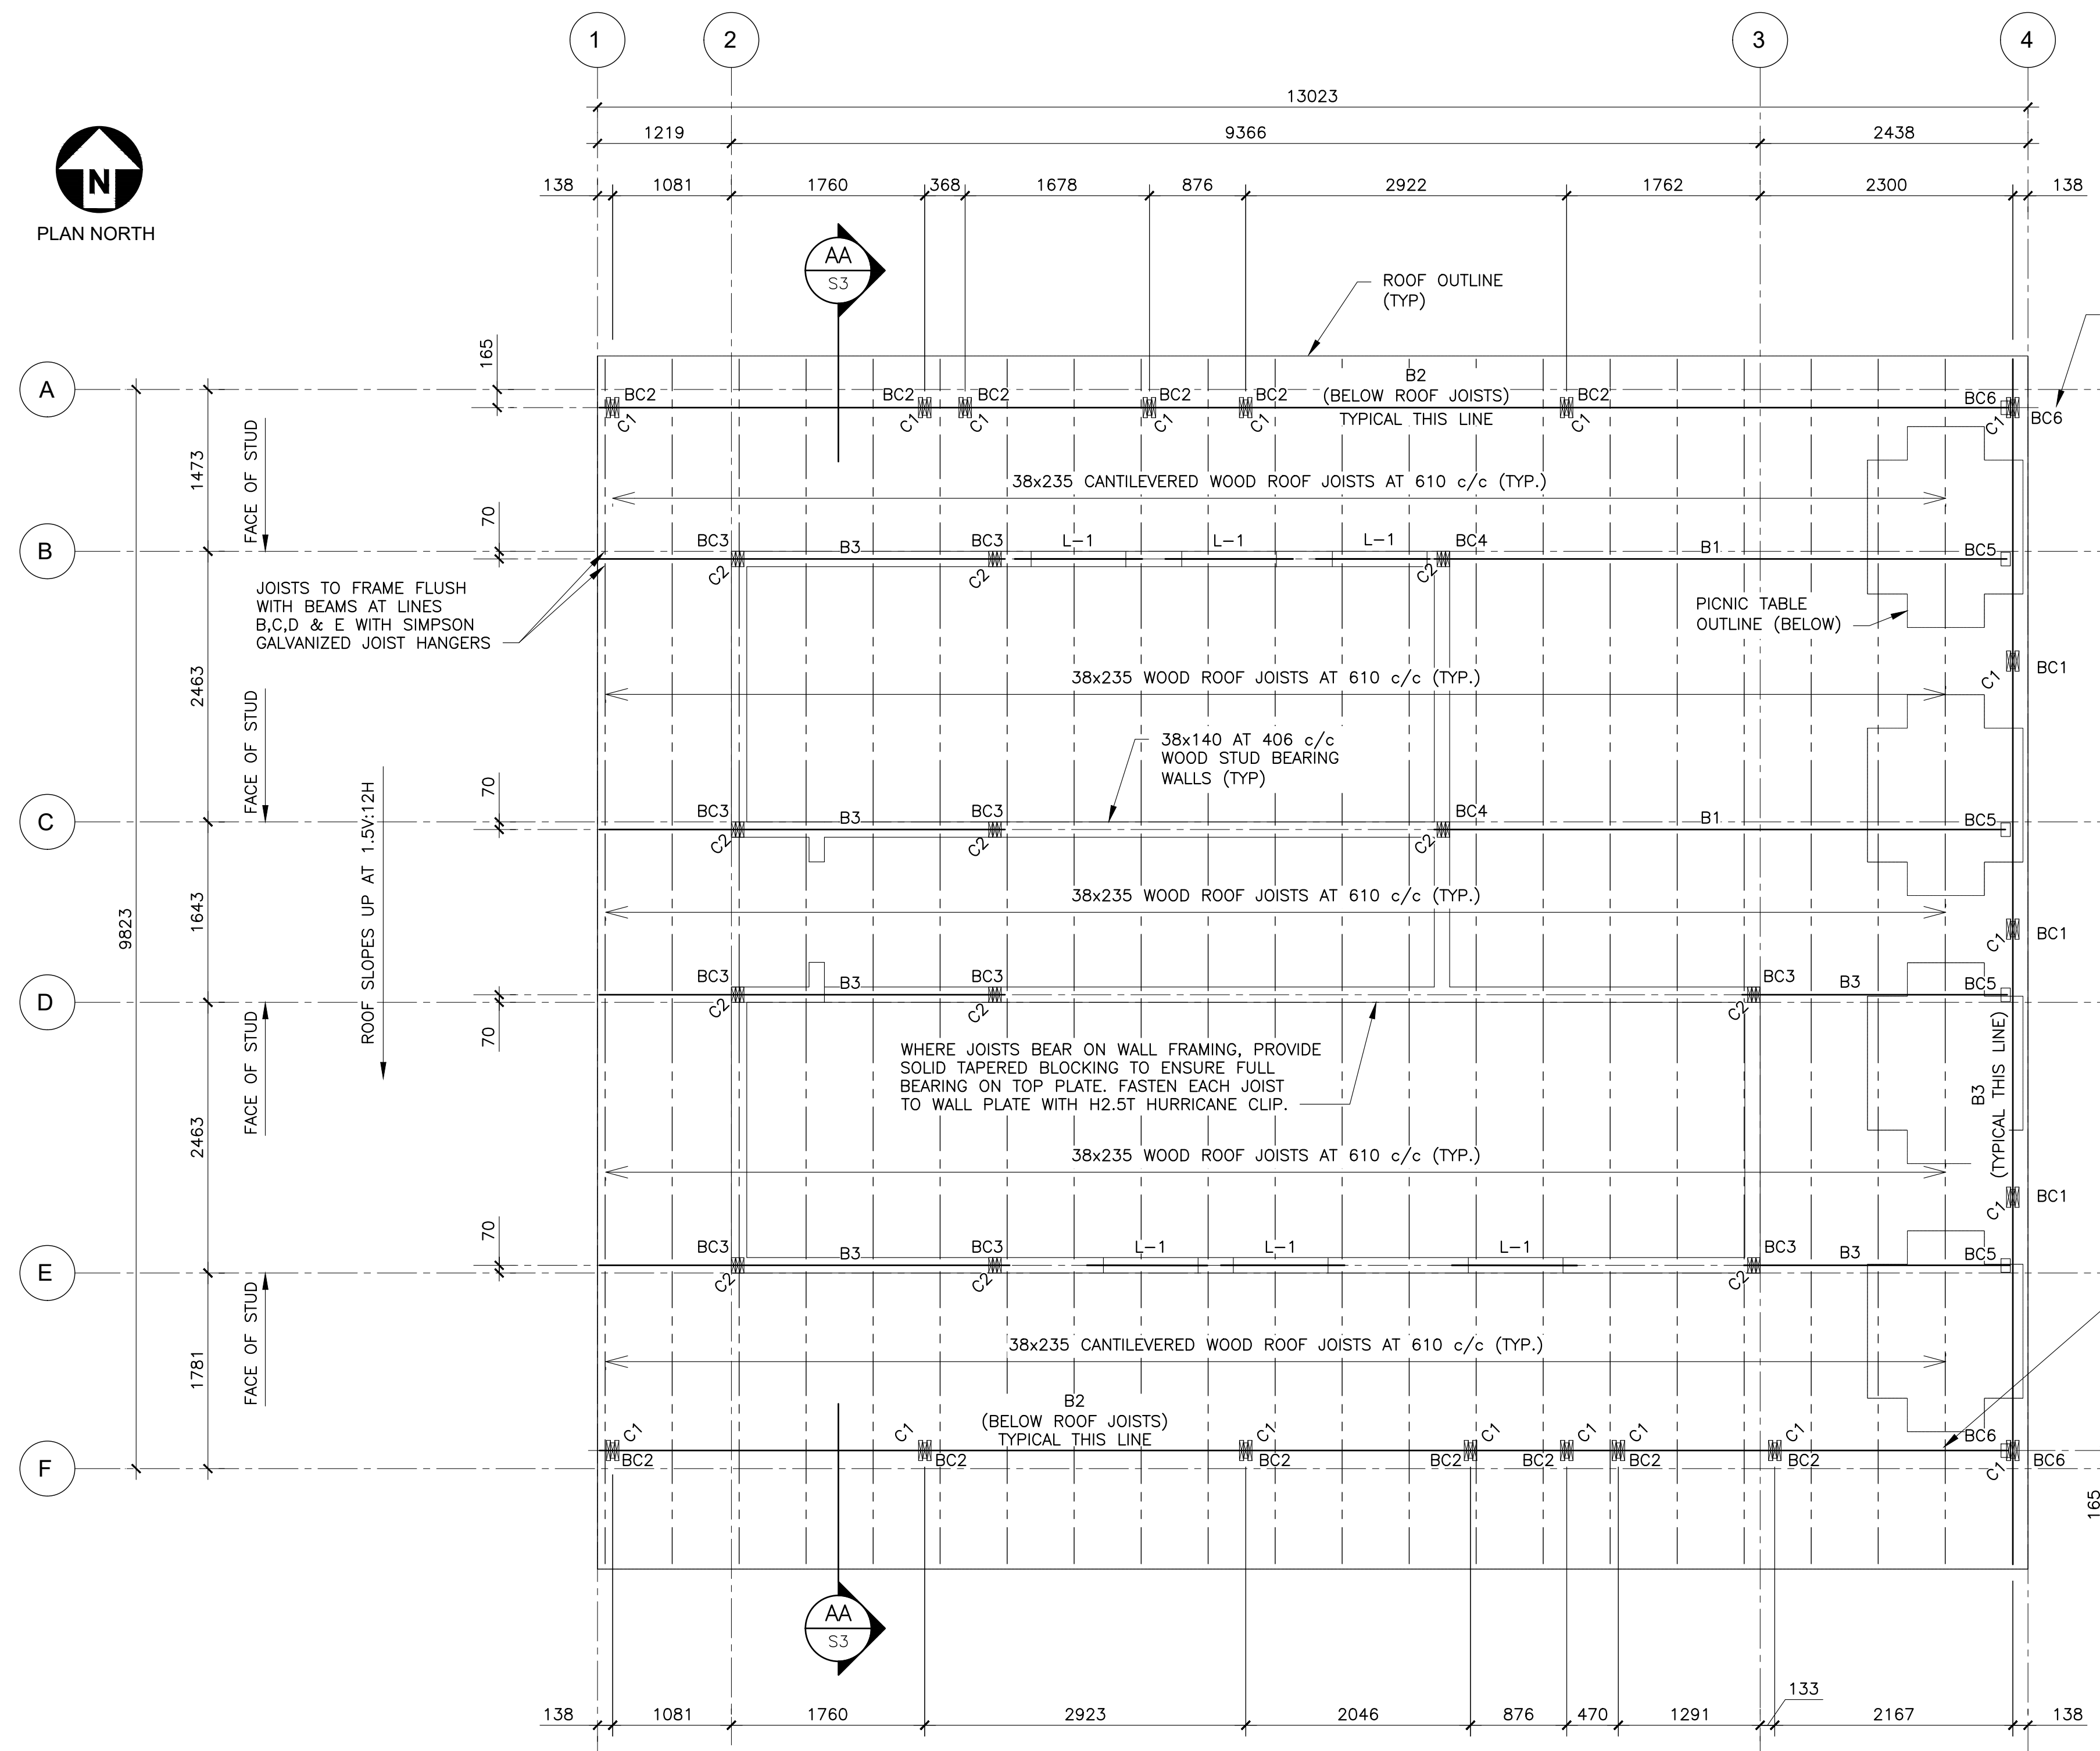 1
2
3
4
13023
1219
9366
2438
138
1081
1760
368
1678
876
2922
1762
2300
138
N
PLAN NORTH
AA
S3
ROOF OUTLINE
(TYP)
165
A
BC2
C1
BC2
C1
BC2
C1
BC2
C1
BC2
C1
B2
(BELOW ROOF JOISTS)
TYPICAL THIS LINE
BC2
C1
BC6
C1
BC6
1473
FACE OF STUD
38x235 CANTILEVERED WOOD ROOF JOISTS AT 610 c/c (TYP.)
70
B
BC3
C2
B3
BC3
C2
L-1
L-1
L-1
BC4
C2
B1
BC5
JOISTS TO FRAME FLUSH
WITH BEAMS AT LINES
B,C,D & E WITH SIMPSON
GALVANIZED JOIST HANGERS
PICNIC TABLE
OUTLINE (BELOW)
2463
FACE OF STUD
38x235 WOOD ROOF JOISTS AT 610 c/c (TYP.)
C1
BC1
38x140 AT 406 c/c
WOOD STUD BEARING
WALLS (TYP)
70
C
BC3
C2
B3
BC3
C2
BC4
C2
B1
BC5
9823
1643
ROOF SLOPES UP AT 1.5V:12H
38x235 WOOD ROOF JOISTS AT 610 c/c (TYP.)
C1
BC1
D
BC3
C2
B3
BC3
C2
BC3
C2
B3
BC5
70
FACE OF STUD
WHERE JOISTS BEAR ON WALL FRAMING, PROVIDE
SOLID TAPERED BLOCKING TO ENSURE FULL
BEARING ON TOP PLATE. FASTEN EACH JOIST
TO WALL PLATE WITH H2.5T HURRICANE CLIP.
B3
(TYPICAL THIS LINE)
2463
38x235 WOOD ROOF JOISTS AT 610 c/c (TYP.)
C1
BC1
70
E
BC3
C2
B3
BC3
C2
L-1
L-1
L-1
BC3
C2
B3
BC5
FACE OF STUD
1781
38x235 CANTILEVERED WOOD ROOF JOISTS AT 610 c/c (TYP.)
B2
(BELOW ROOF JOISTS)
TYPICAL THIS LINE
F
C1
BC2
C1
BC2
C1
BC2
C1
BC2
C1
BC2
C1
BC2
C1
BC2
BC6
C1
BC6
165
AA
S3
138
1081
1760
2923
2046
876
470
1291
133
2167
138